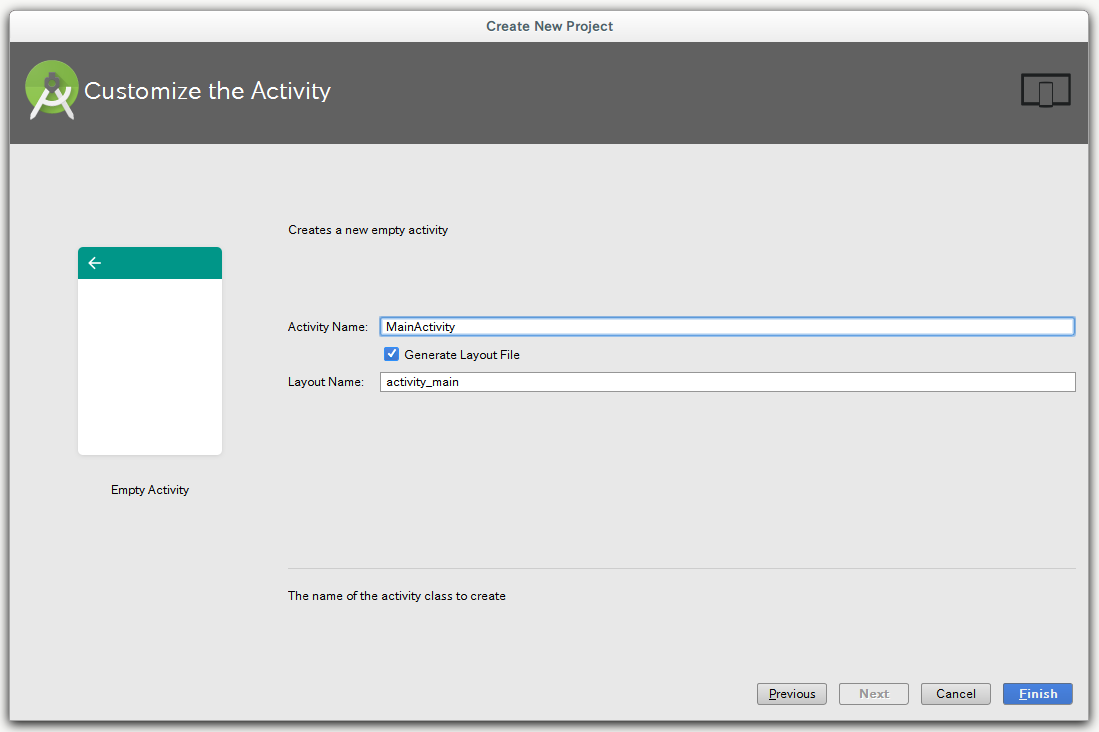 Create New Project
Customize the Activity
Creates a new empty activity
Activity Name: MainActivity
Generate Layout File
Layout Name: activity_main
Empty Activity
The name of the activity class to create
Previous Next Cancel Finish